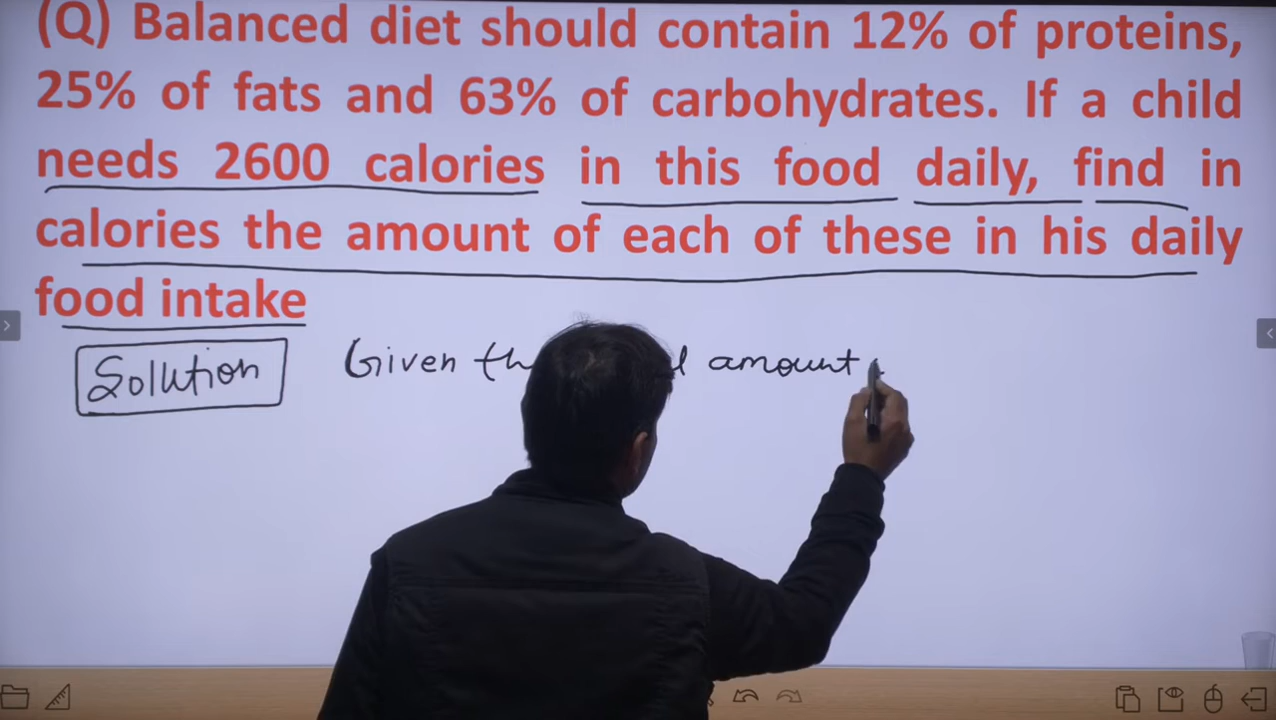 (Q) Balanced diet should contain 12% of proteins,
25% of fats and 63% of carbohydrates. If a child
needs 2600 calories in this food daily, find in
calories the amount of each of these in his daily
food intake
Solution Given amount